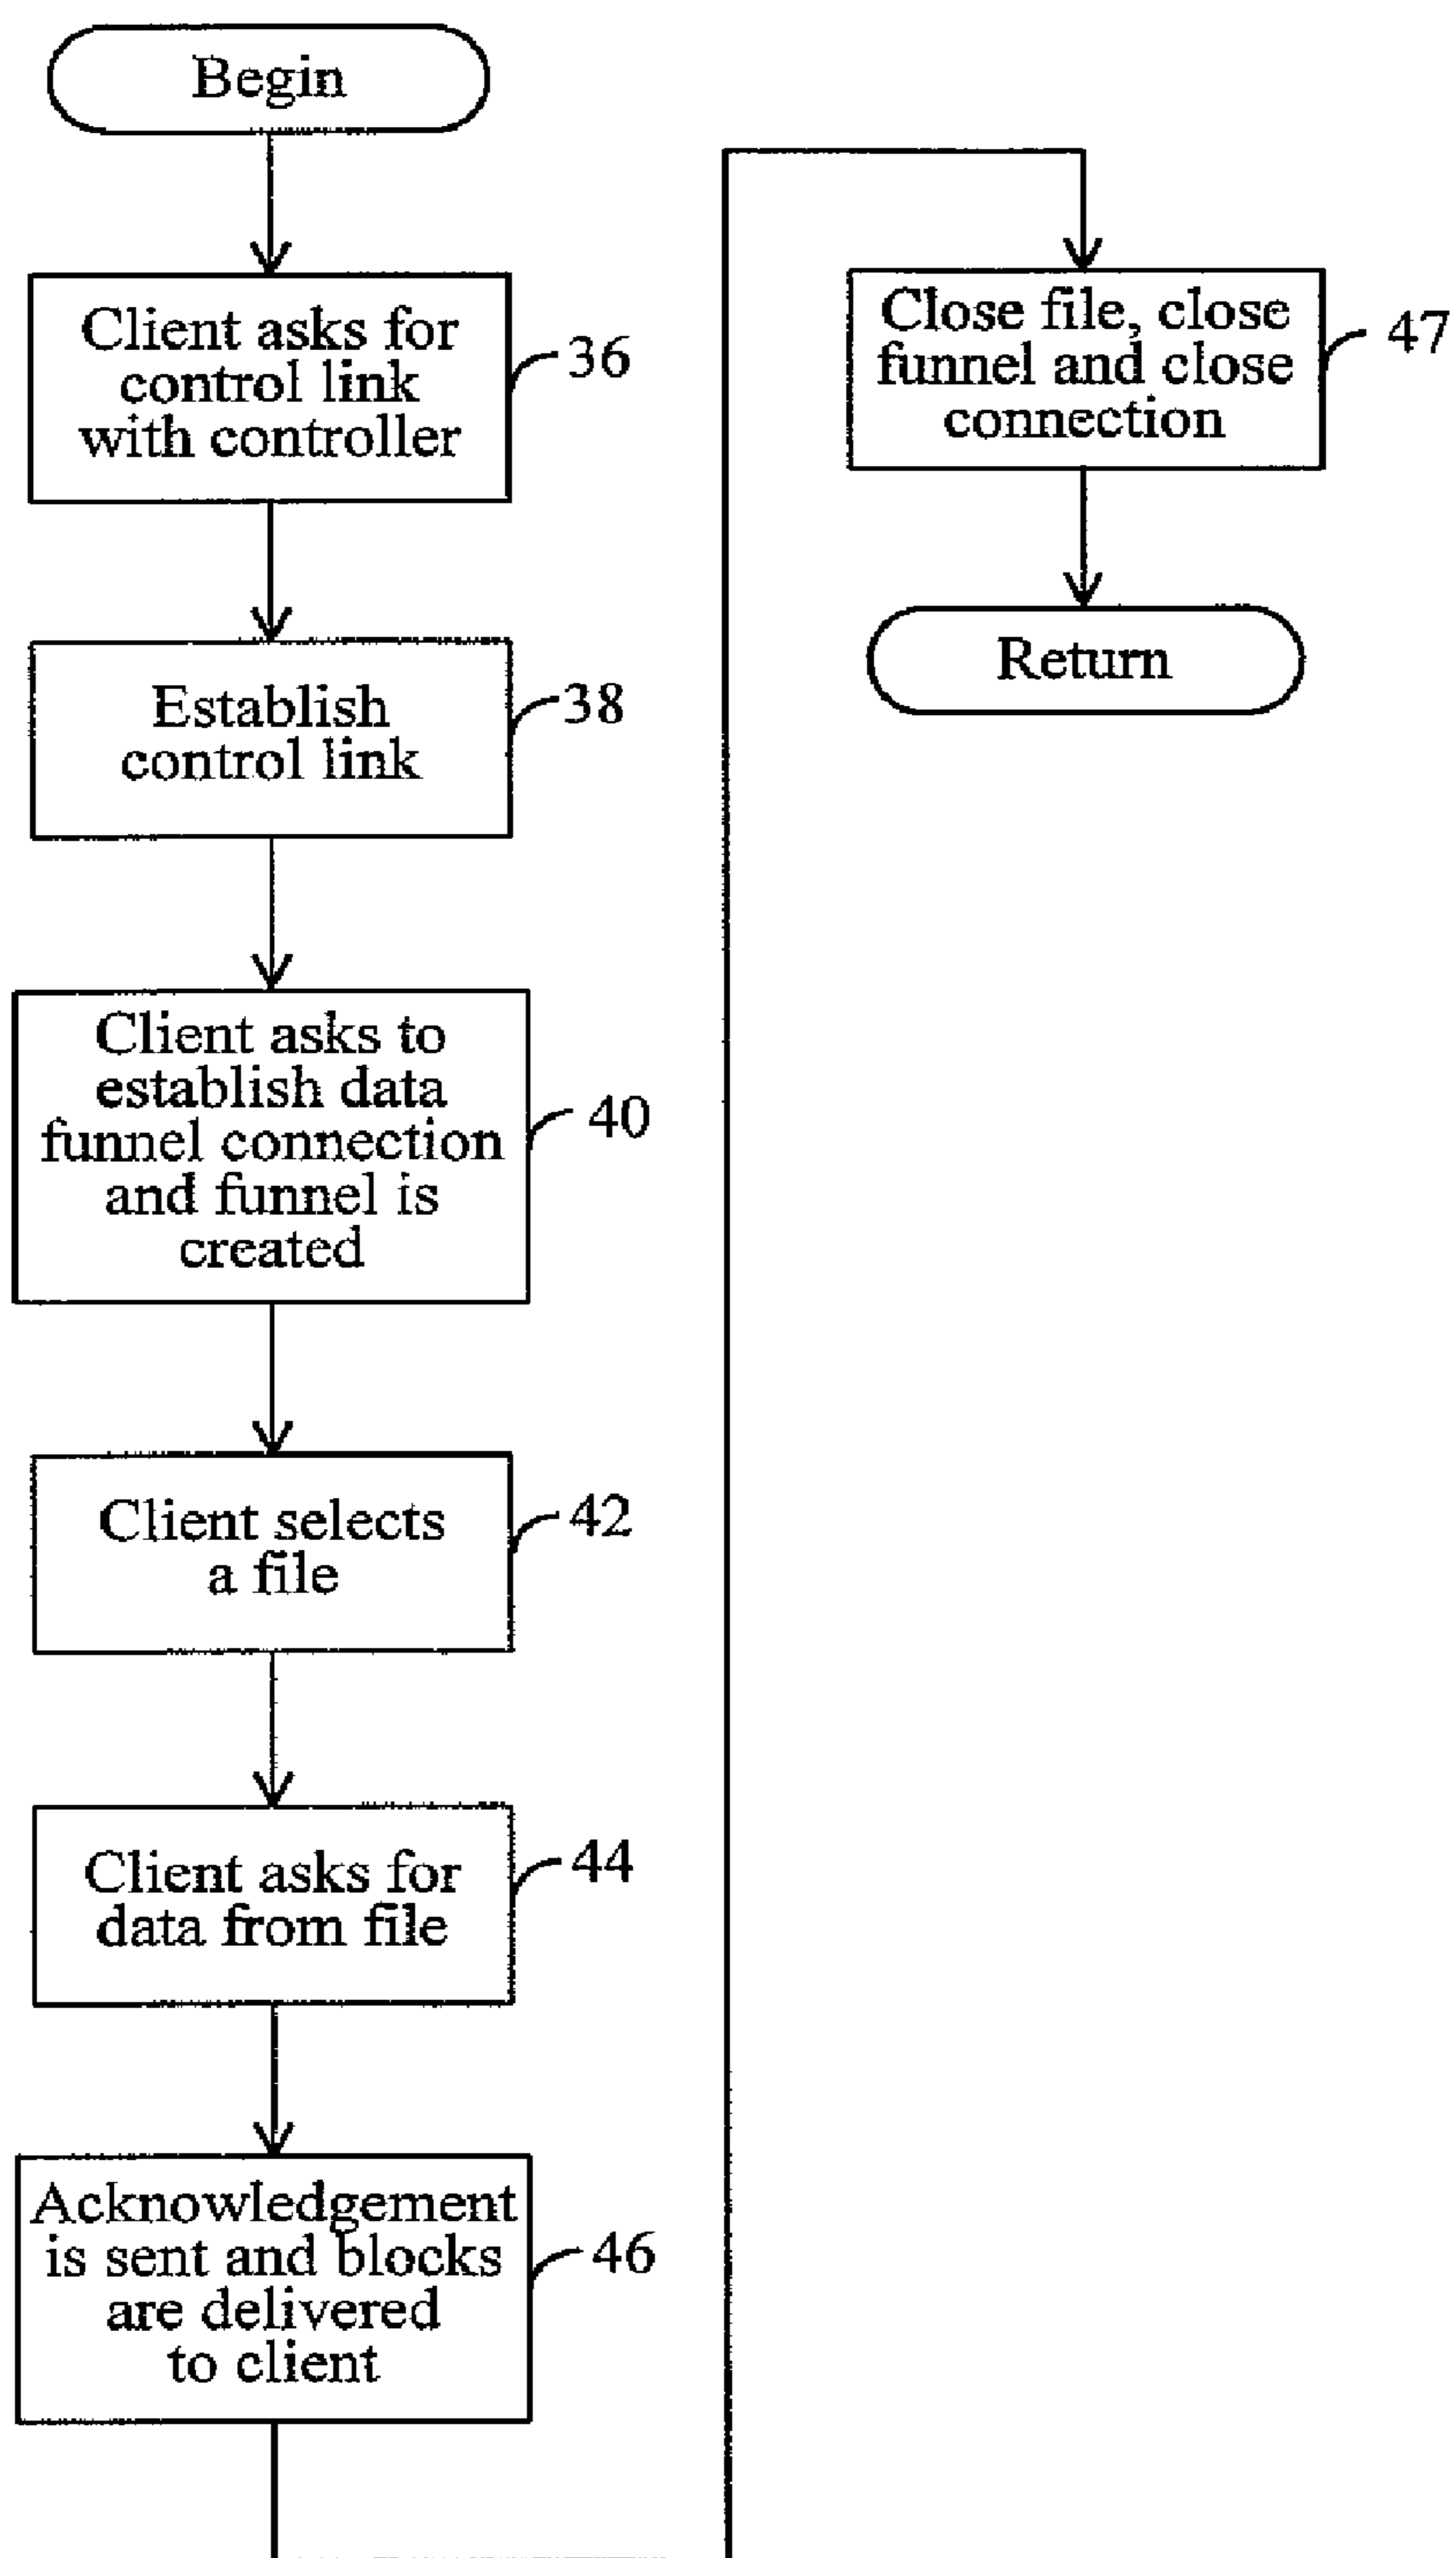 Begin
Client asks for
control link
with controller
36
Establish
control link
38
Client asks to
establish data
funnel connection
and funnel is
created
40
Client selects
a file
42
Client asks for
data from file
44
Acknowledgement
is sent and blocks
are delivered
to client
46
Close file, close
funnel and close
connection
47
Return